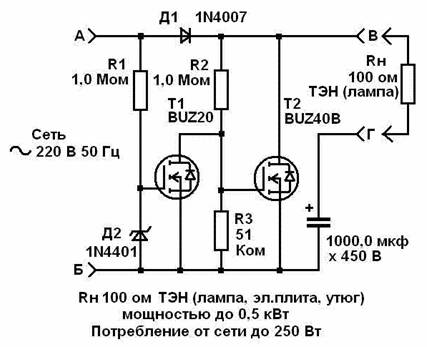 Д1
1N4007
А
В
R1
1,0 Мом
R2
1,0 Мом
Rн
100 ом
ТЭН (лампа)
Т1
BUZ20
Т2
BUZ40B
Г
Сеть
~ 220 В 50 Гц
Д2
1N4401
R3
51
Ком
+
1000,0 мкф
х 450 В
Б
Rн 100 ом ТЭН (лампа, эл.плита, утюг)
мощностью до 0,5 кВт
Потребление от сети до 250 Вт